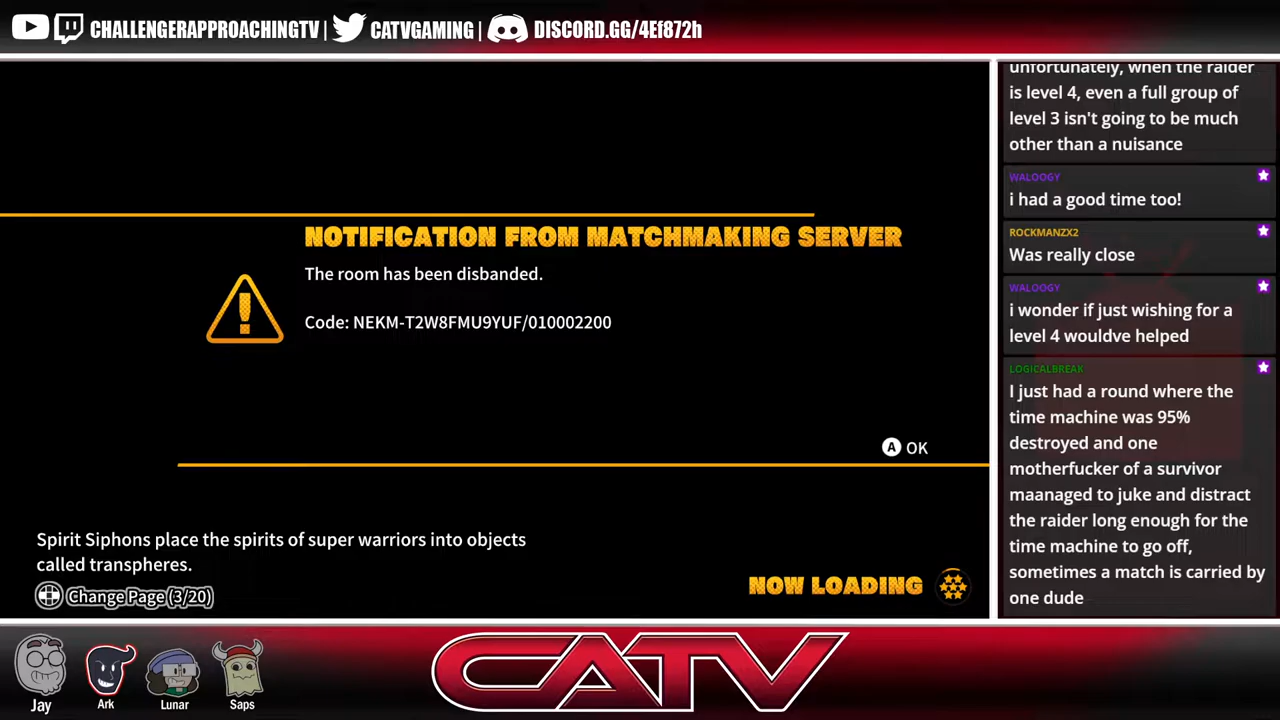 CHALLENGERAPPROACHINGTV | CATVGAMING | DISCORD.GG/4Ef872h
NOTIFICATION FROM MATCHMAKING SERVER
The room has been disbanded.
Code: NEKM-T2W8FMU9YUF/010002200
A OK
Spirit Siphons place the spirits of super warriors into objects
called transpheres.
Change Page (3/20)
NOW LOADING
unfortunately, when the raider
is level 4, even a full group of
level 3 isn't going to be much
other than a nuisance
WALOOGY
i had a good time too!
ROCKMANZX2
Was really close
WALOOGY
i wonder if just wishing for a
level 4 wouldve helped
LOGICALBREAK
I just had a round where the
time machine was 95%
destroyed and one
motherfucker of a survivor
maanaged to juke and distract
the raider long enough for the
time machine to go off,
sometimes a match is carried by
one dude
Jay
Ark
Lunar
Saps
CATV